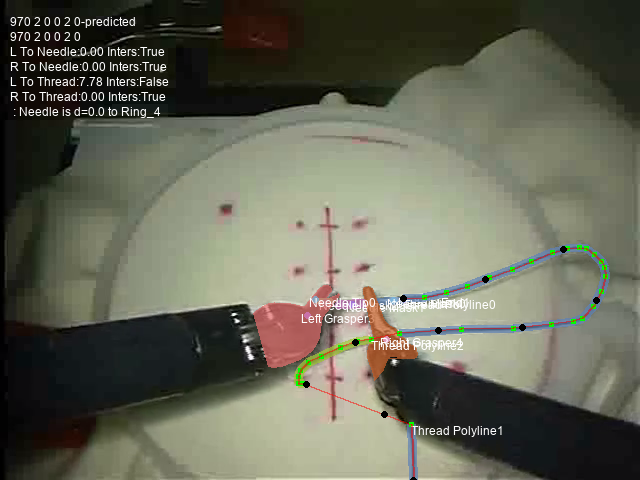 970 2 0 0 2 0-predicted
970 2 0 0 2 0
L To Needle:0.00 Inters:True
R To Needle:0.00 Inters:True
L To Thread:7.78 Inters:False
R To Thread:0.00 Inters:True
: Needle is d=0.0 to Ring_4
Left Grasper
Right Grasper4
Thread Polyline2
Thread Polyline1